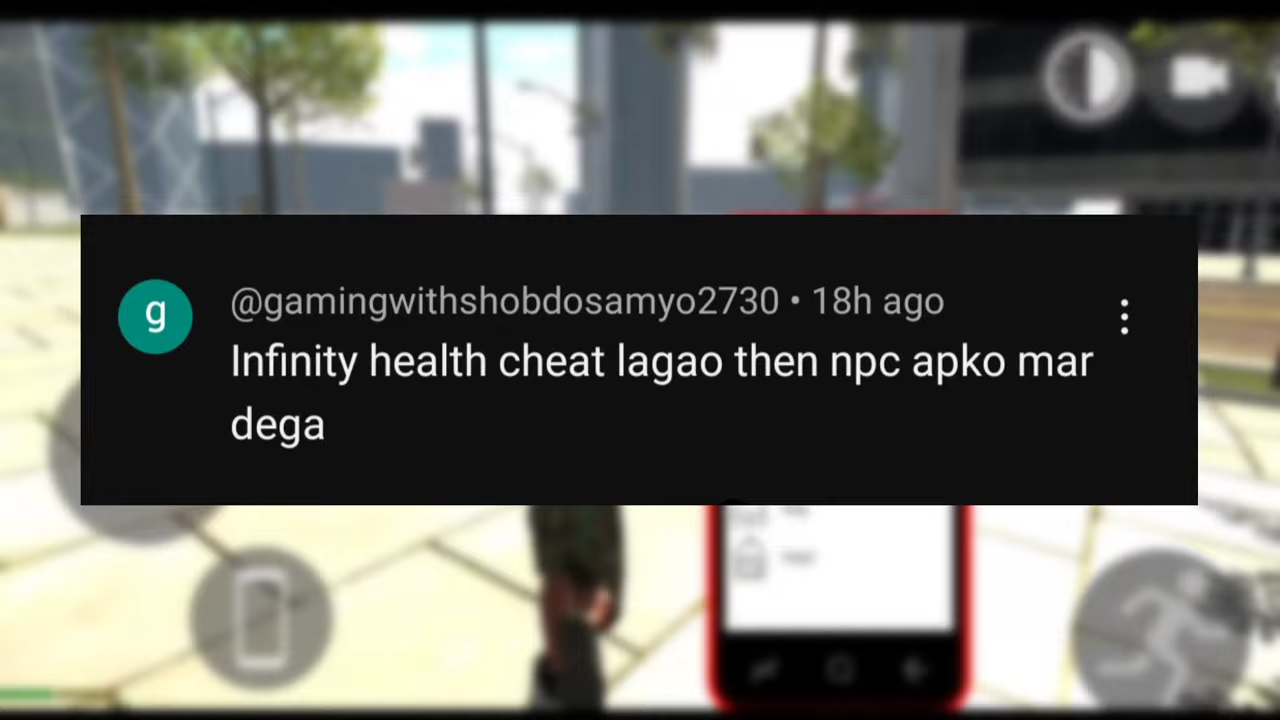 g
@gamingwithshobdosamyo2730 • 18h ago
Infinity health cheat lagao then npc apko mar
dega